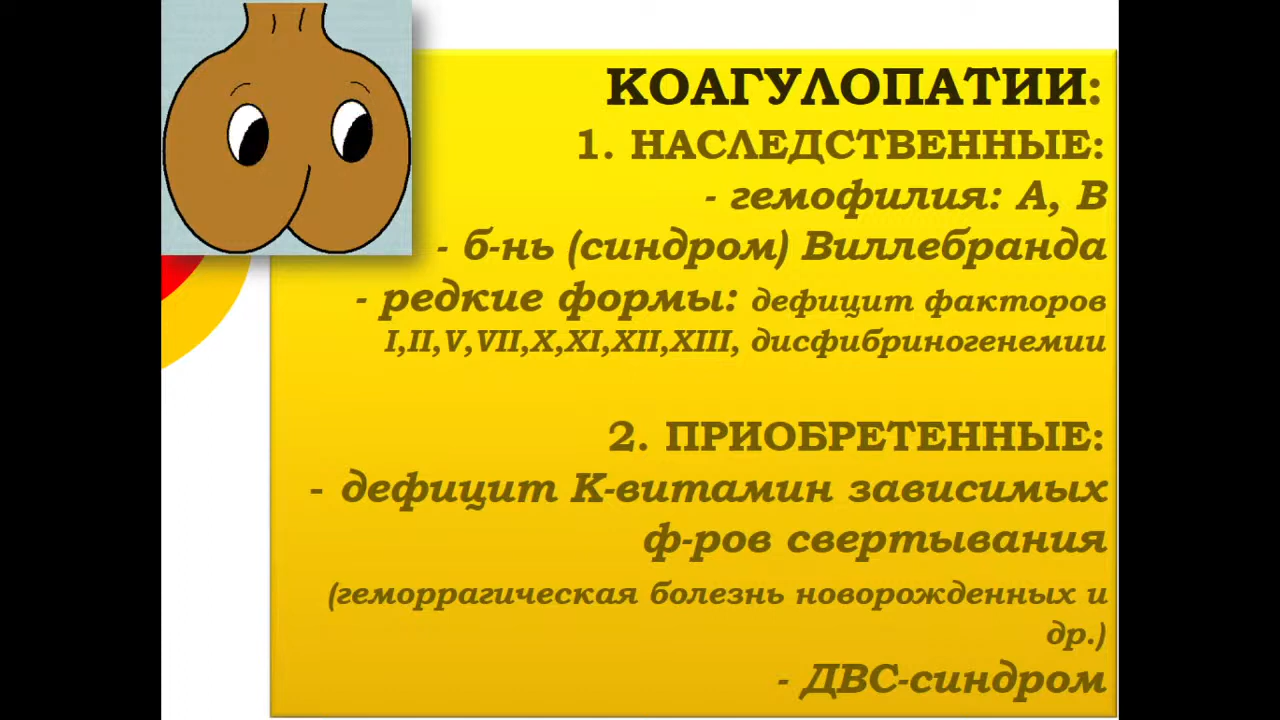 КОАГУЛОПАТИИ:
1. НАСЛЕДСТВЕННЫЕ:
- гемофилия: А, В
- б-нь (синдром) Виллебранда
- редкие формы: дефицит факторов
I,II,V,VII,X,XI,XII,XIII, дисфибриногенемии
2. ПРИОБРЕТЕННЫЕ:
- дефицит К-витамин зависимых
ф-ров свертывания
(геморрагическая болезнь новорожденных и
др.)
- ДВС-синдром